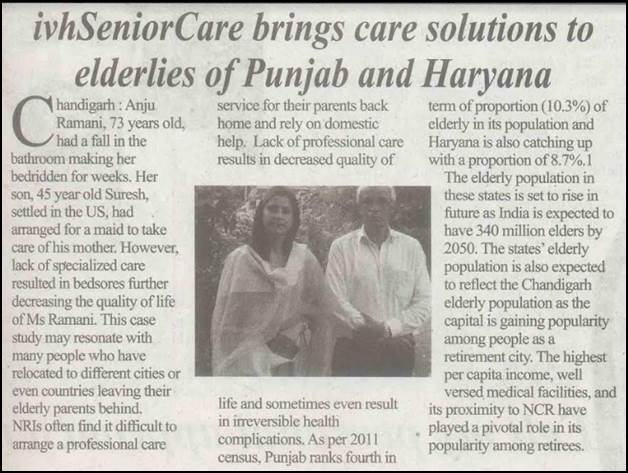 ivhSeniorCare brings care solutions to
elderlies of Punjab and Haryana
Chandigarh : Anju
Ramani, 73 years old,
had a fall in the
bathroom making her
bedridden for weeks. Her
son, 45 year old Suresh,
settled in the US, had
arranged for a maid to take
care of his mother. However,
lack of specialized care
resulted in bedsores further
decreasing the quality of life
of Ms Ramani. This case
study may resonate with
many people who have
relocated to different cities or
even countries leaving their
elderly parents behind.
NRIs often find it difficult to
arrange a professional care
service for their parents back
home and rely on domestic
help. Lack of professional care
results in decreased quality of
life and sometimes even result
in irreversible health
complications. As per 2011
census, Punjab ranks fourth in
term of proportion (10.3%) of
elderly in its population and
Haryana is also catching up
with a proportion of 8.7%.1
The elderly population in
these states is set to rise in
future as India is expected to
have 340 million elders by
2050. The states' elderly
population is also expected
to reflect the Chandigarh
elderly population as the
capital is gaining popularity
among people as a
retirement city. The highest
per capita income, well
versed medical facilities, and
its proximity to NCR have
played a pivotal role in its
popularity among retirees.